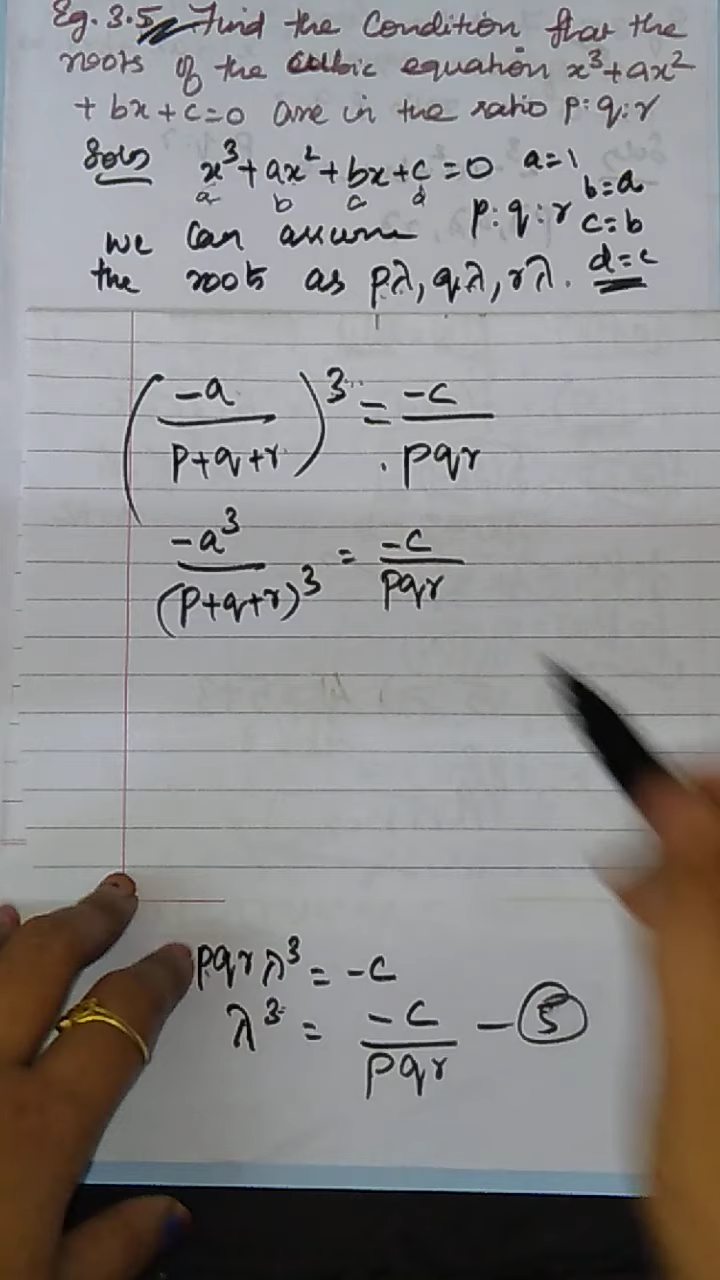 Eg. 3.5 Find the Condition that the
roots of the cubic equation x³+ax²
+ bx+c=0 are in the ratio p:q:r
Soln x³+ax²+bx+c=0 a=1
a b c d b=a
we can assume p:q:r c=b
the roots as pλ, qλ, rλ. d=c
(-a/(p+q+r))³ = -c/pqr
-a³/(p+q+r)³ = -c/pqr
pqrλ³ = -c
λ³ = -c/pqr - ⑤